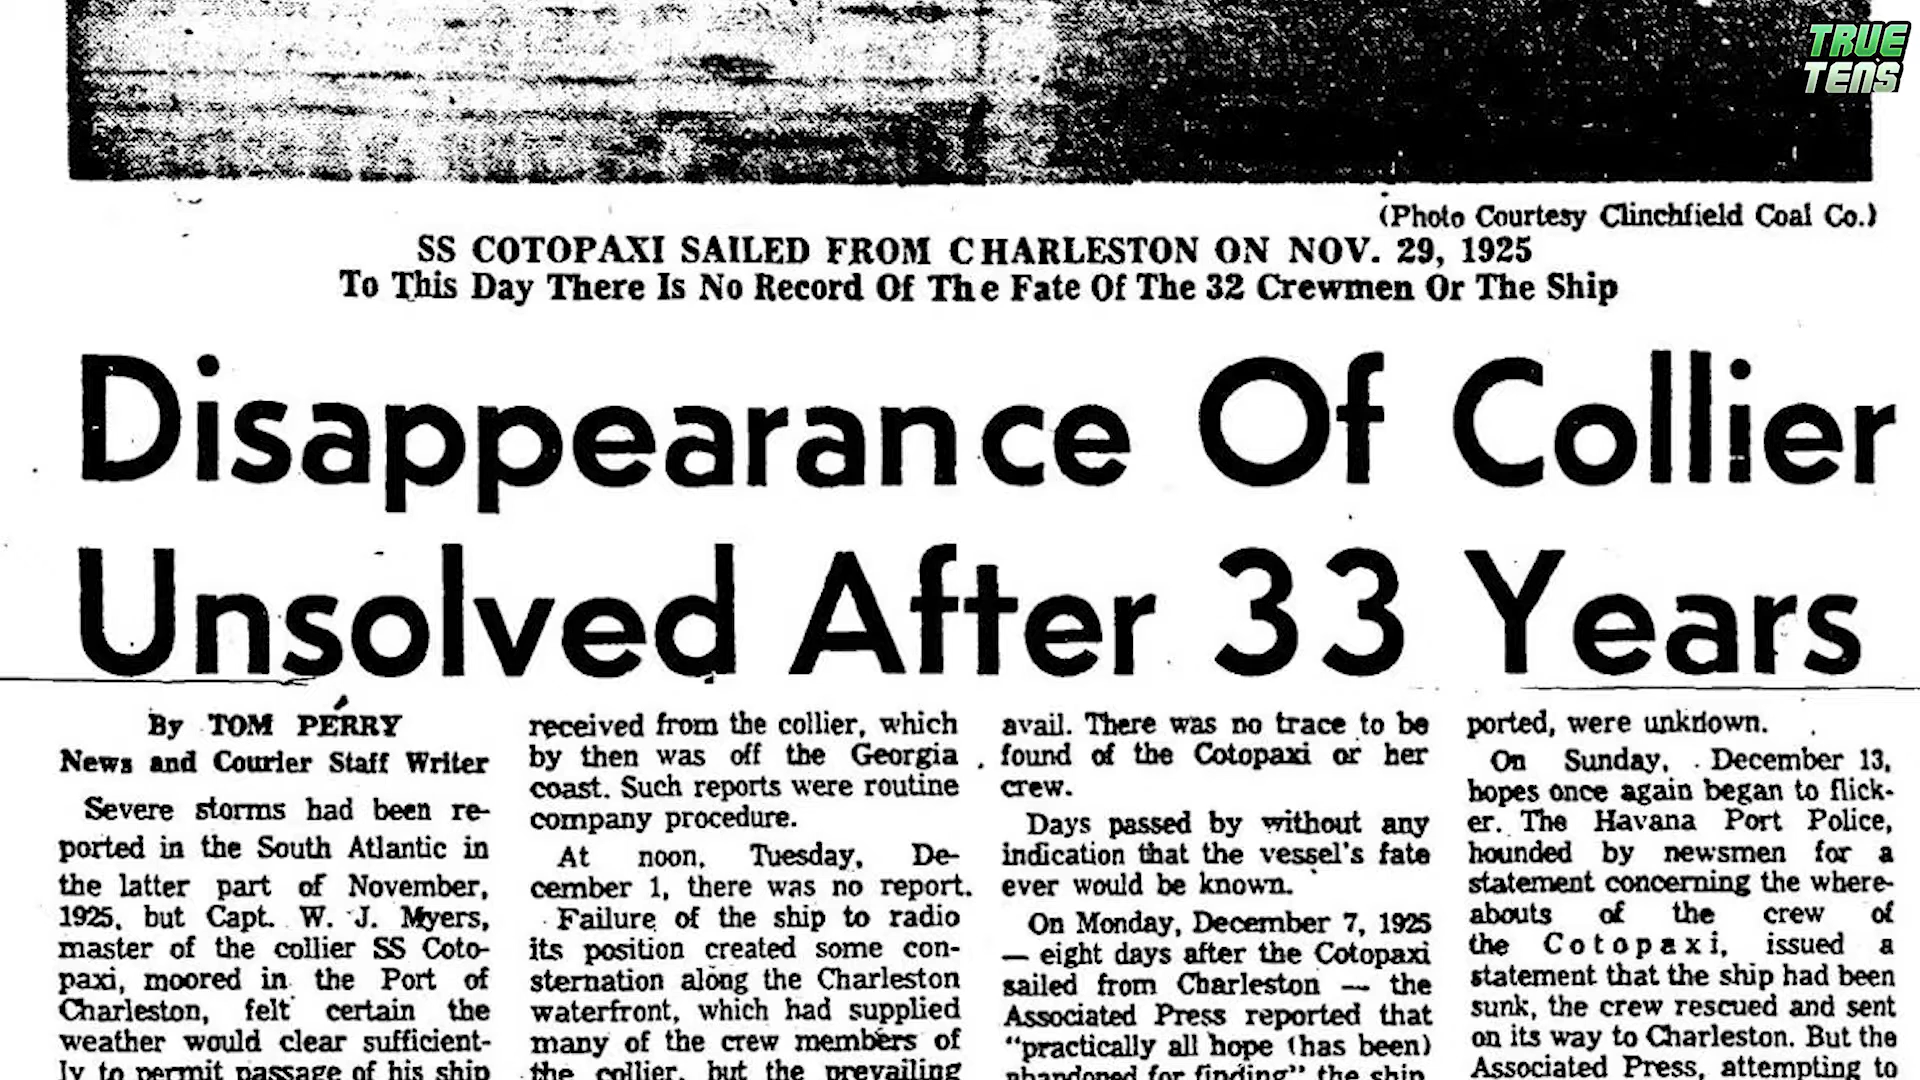 TRUE
TENS
(Photo Courtesy Clinchfield Coal Co.)
SS COTOPAXI SAILED FROM CHARLESTON ON NOV. 29, 1925
To This Day There Is No Record Of The Fate Of The 32 Crewmen Or The Ship
Disappearance Of Collier
Unsolved After 33 Years
By TOM PERRY
News and Courier Staff Writer
Severe storms had been re-
ported in the South Atlantic in
the latter part of November,
1925, but Capt. W. J. Myers,
master of the collier SS Coto-
paxi, moored in the Port of
Charleston, felt certain the
weather would clear sufficient-
ly to permit passage of his ship
received from the collier, which
by then was off the Georgia
coast. Such reports were routine
company procedure.
At noon, Tuesday, De-
cember 1, there was no report.
Failure of the ship to radio
its position created some con-
sternation along the Charleston
waterfront, which had supplied
many of the crew members of
the collier, but the prevailing
avail. There was no trace to be
found of the Cotopaxi or her
crew.
Days passed by without any
indication that the vessel's fate
ever would be known.
On Monday, December 7, 1925
— eight days after the Cotopaxi
sailed from Charleston — the
Associated Press reported that
"practically all hope (has been)
abandoned for finding" the ship.
ported, were unknown.
On Sunday, December 13,
hopes once again began to flick-
er. The Havana Port Police,
hounded by newsmen for a
statement concerning the where-
abouts of the crew of
the Cotopaxi, issued a
statement that the ship had been
sunk, the crew rescued and sent
on its way to Charleston. But the
Associated Press, attempting to